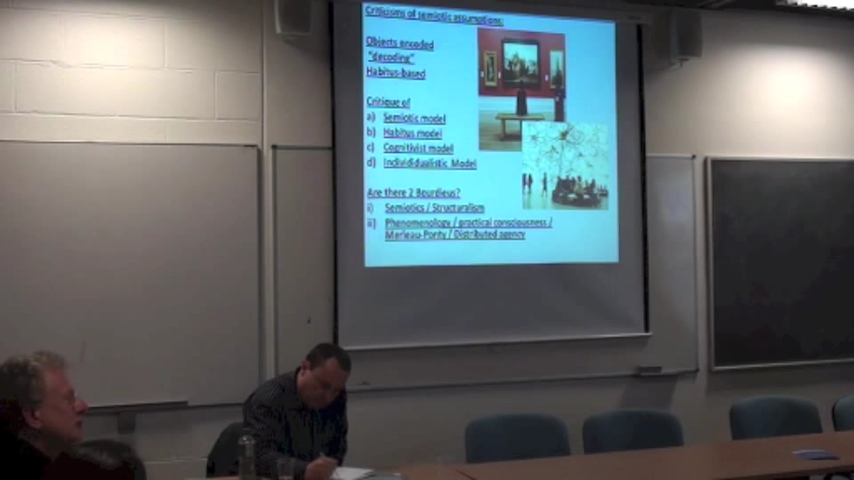 Criticisms of semiotic assumptions:
Objects encoded
"decoding"
Habitus-based
Critique of
a) Semiotic model
b) Habitus model
c) Cognitivist model
d) Individidualistic Model
Are there 2 Bourdieus?
i) Semiotics / Structuralism
ii) Phenomenology / practical consciousness /
Merleau-Ponty / Distributed agency